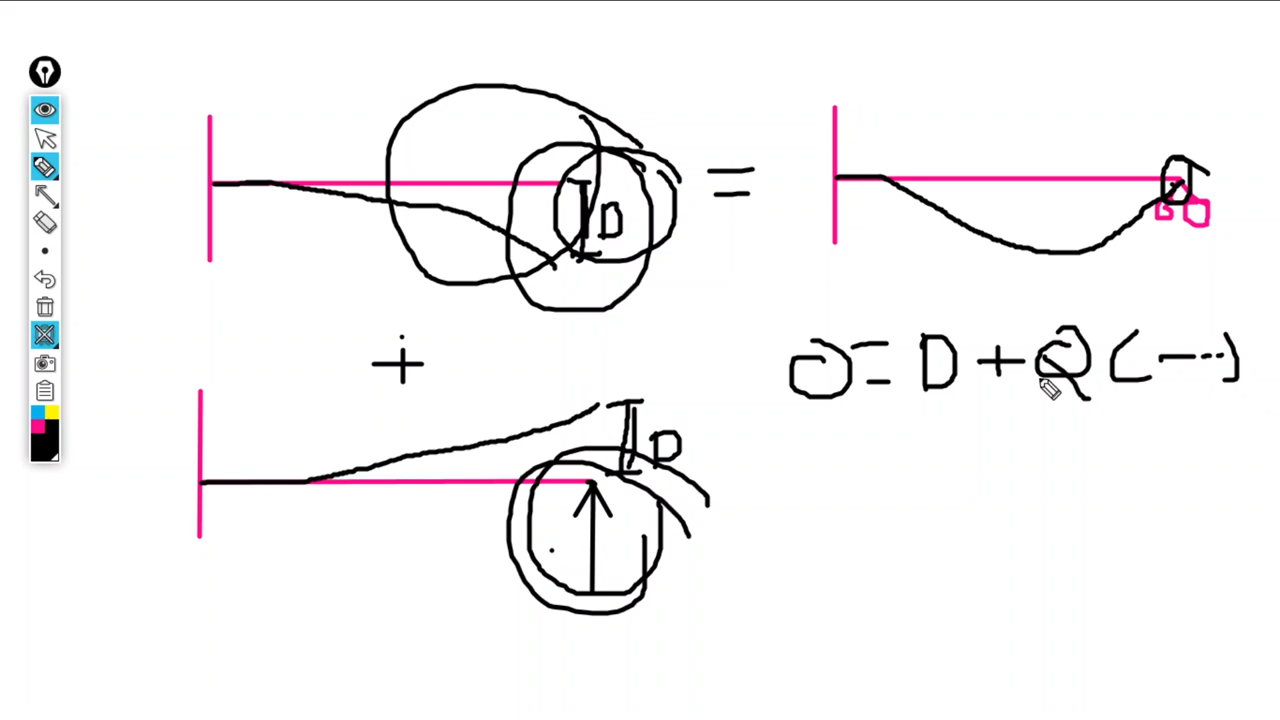 D =
+
0 = D + Q (---)
D